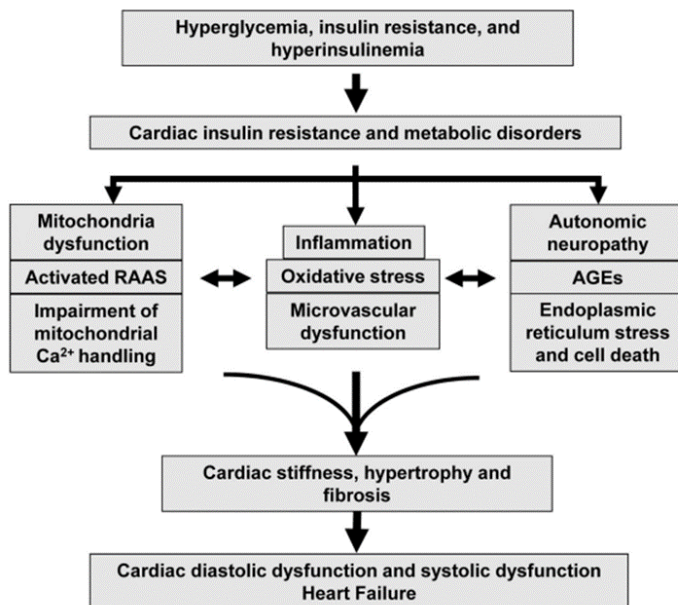 Hyperglycemia, insulin resistance, and
hyperinsulinemia
Cardiac insulin resistance and metabolic disorders
Mitochondria
dysfunction
Activated RAAS
Impairment of
mitochondrial
Ca²⁺ handling
Inflammation
Oxidative stress
Microvascular
dysfunction
Autonomic
neuropathy
AGEs
Endoplasmic
reticulum stress
and cell death
Cardiac stiffness, hypertrophy and
fibrosis
Cardiac diastolic dysfunction and systolic dysfunction
Heart Failure